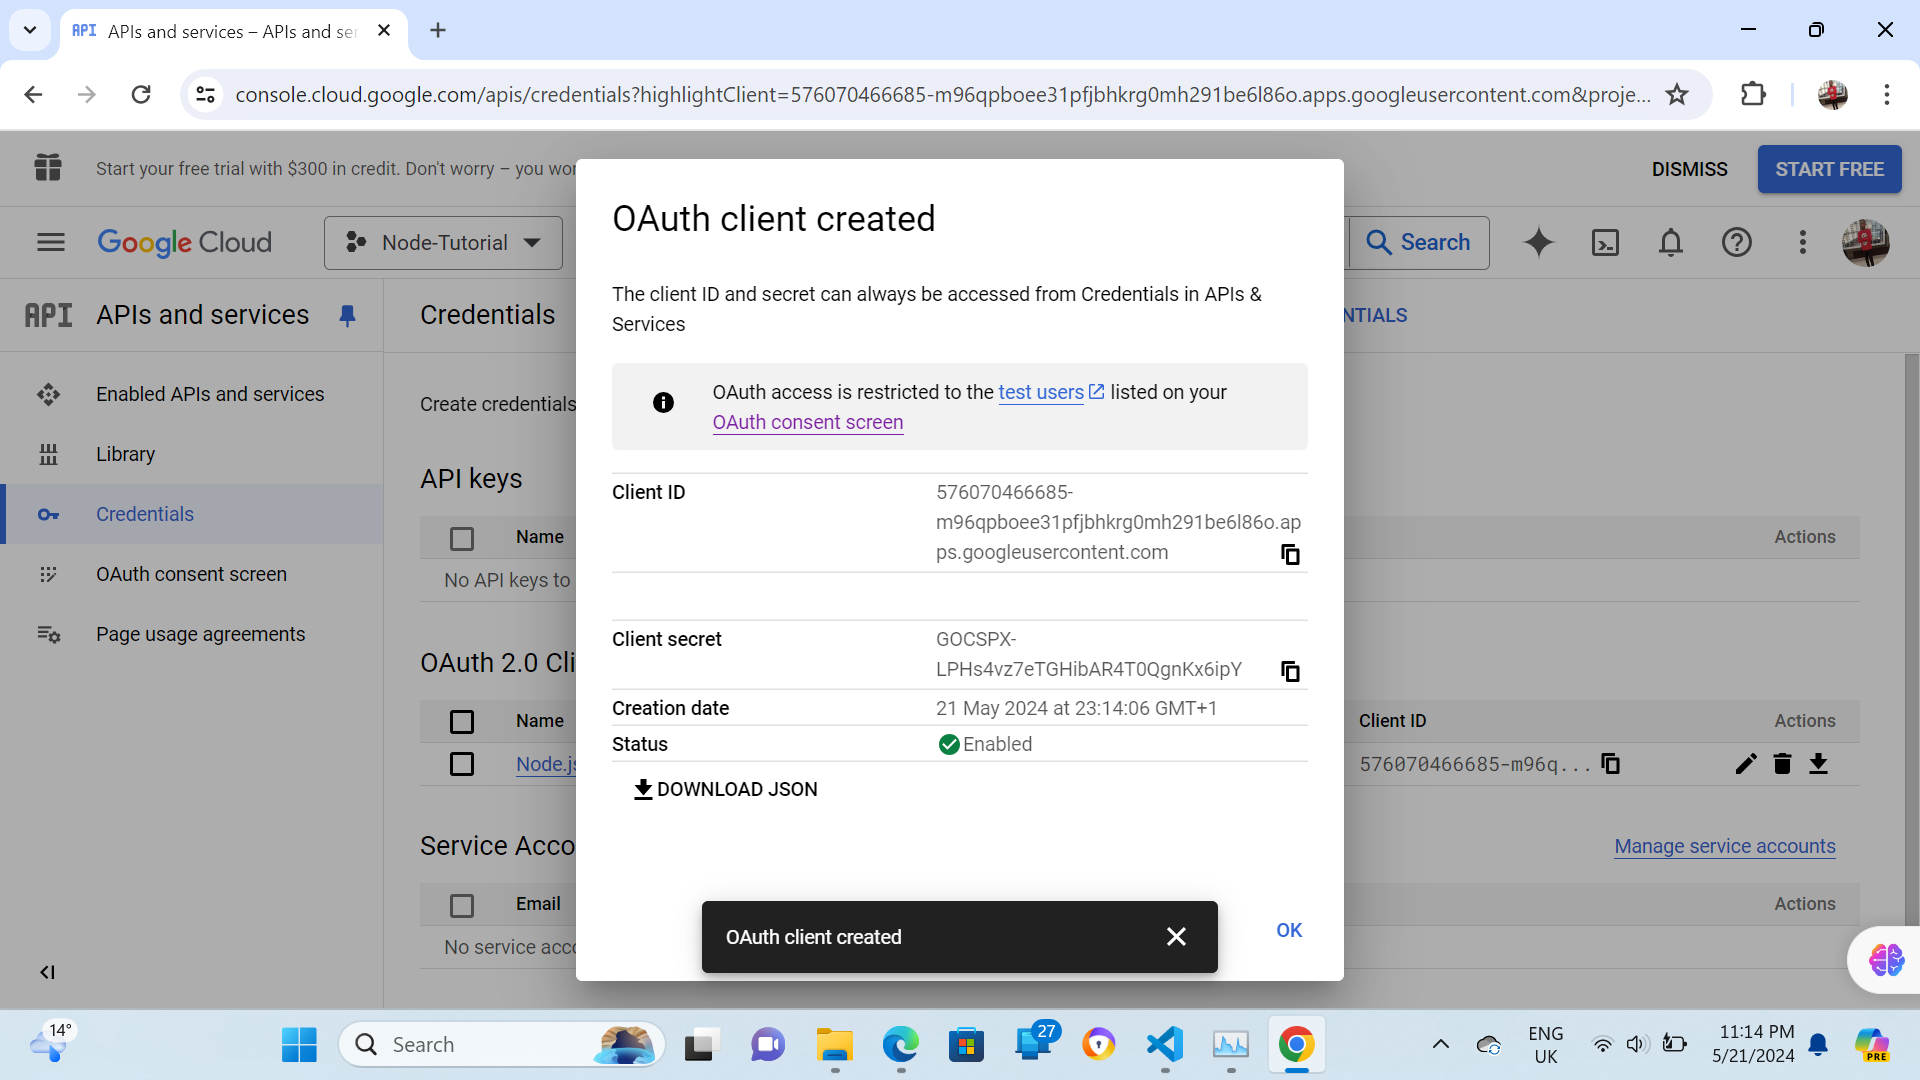 API APIs and services – APIs and ser
console.cloud.google.com/apis/credentials?highlightClient=576070466685-m96qpboee31pfjbhkrg0mh291be6l86o.apps.googleusercontent.com&proje...
Start your free trial with $300 in credit. Don't worry – you wo
DISMISS
START FREE
Google Cloud
Node-Tutorial
Search
API APIs and services
Enabled APIs and services
Library
Credentials
OAuth consent screen
Page usage agreements
Credentials
NTIALS
Create credentials
API keys
Name
Actions
No API keys to
OAuth 2.0 Cli
Name
Client ID
Actions
Node.js
576070466685-m96q...
Service Acco
Manage service accounts
Email
Actions
No service acco
OAuth client created
The client ID and secret can always be accessed from Credentials in APIs &
Services
OAuth access is restricted to the test users listed on your
OAuth consent screen
Client ID
576070466685-
m96qpboee31pfjbhkrg0mh291be6l86o.ap
ps.googleusercontent.com
Client secret
GOCSPX-
LPHs4vz7eTGHibAR4T0QgnKx6ipY
Creation date
21 May 2024 at 23:14:06 GMT+1
Status
Enabled
DOWNLOAD JSON
OAuth client created
OK
14°
Search
27
ENG
UK
11:14 PM
5/21/2024
PRE